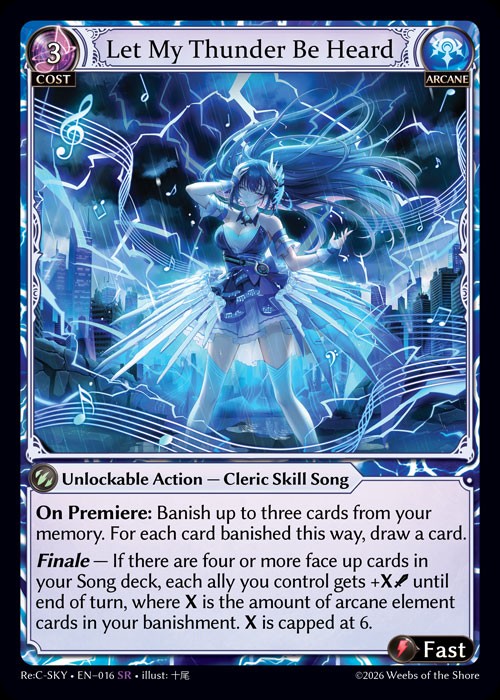 3
COST
Let My Thunder Be Heard
ARCANE
Unlockable Action — Cleric Skill Song
On Premiere: Banish up to three cards from your
memory. For each card banished this way, draw a card.
Finale — If there are four or more face up cards in
your Song deck, each ally you control gets +X until
end of turn, where X is the amount of arcane element
cards in your banishment. X is capped at 6.
Fast
Re:C-SKY • EN-016 SR • illust: 十尾
©2026 Weebs of the Shore